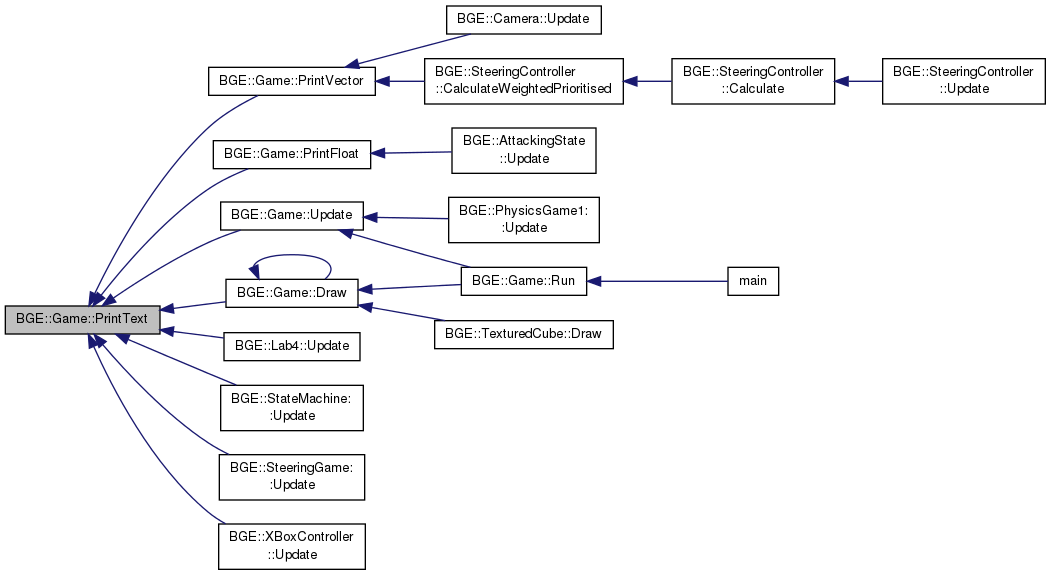 BGE::Camera::Update
BGE::Game::PrintVector
BGE::SteeringController
::CalculateWeightedPrioritised
BGE::SteeringController
::Calculate
BGE::SteeringController
::Update
BGE::Game::PrintFloat
BGE::AttackingState
::Update
BGE::Game::Update
BGE::PhysicsGame1:
:Update
BGE::Game::Draw
BGE::Game::Run
main
BGE::Game::PrintText
BGE::TexturedCube::Draw
BGE::Lab4::Update
BGE::StateMachine:
:Update
BGE::SteeringGame:
:Update
BGE::XBoxController
::Update